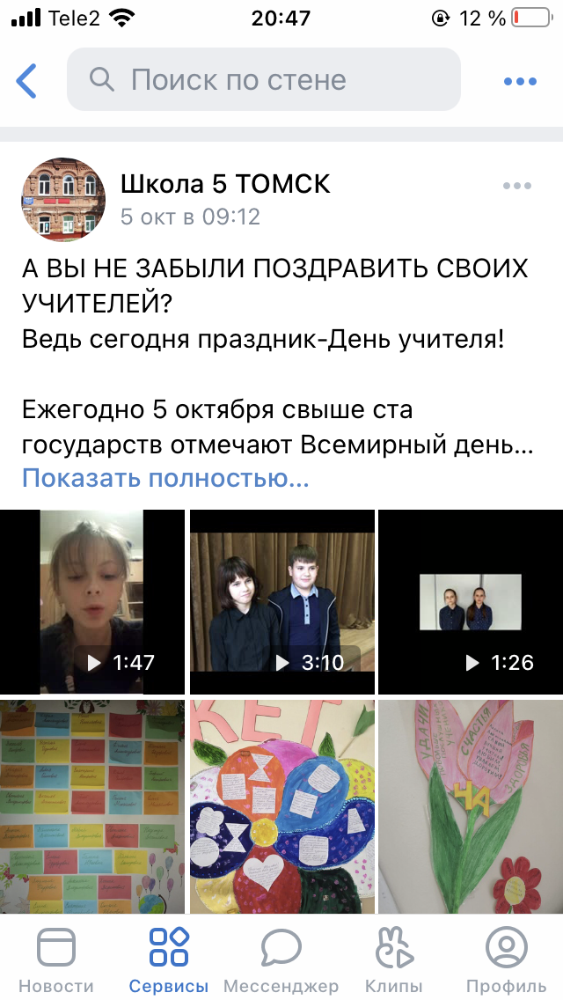 Tele2
20:47
12 %
Поиск по стене
Школа 5 ТОМСК
5 окт в 09:12
А ВЫ НЕ ЗАБЫЛИ ПОЗДРАВИТЬ СВОИХ
УЧИТЕЛЕЙ?
Ведь сегодня праздник-День учителя!
Ежегодно 5 октября свыше ста
государств отмечают Всемирный день...
Показать полностью...
1:47
3:10
1:26
КЕТ
УДАЧИ
СЧАСТЬЯ
ЗДОРОВЬЯ
4А
Новости
Сервисы
Мессенджер
Клипы
Профиль